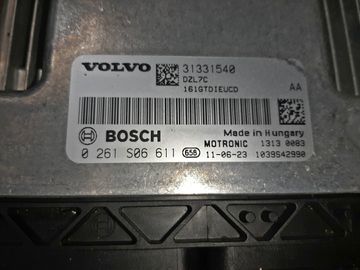 VOLVO 31331540
DZL7C
161GTDIEUCD AA
BOSCH Made in Hungary
MOTRONIC 1313 0083
0 261 S06 611 656 11-06-23 1039S42990